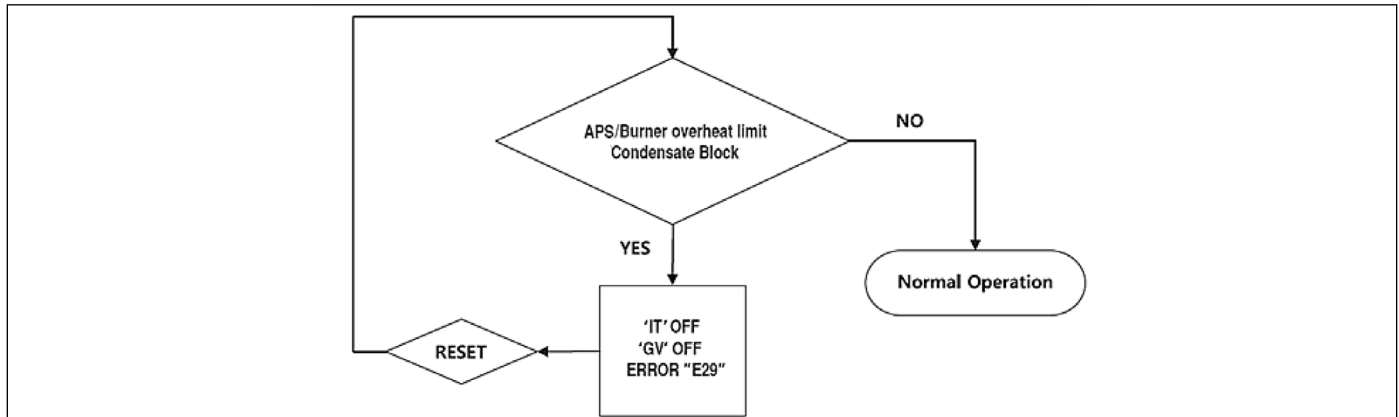 APS/Burner overheat limit
Condensate Block
NO
YES
Normal Operation
'IT' OFF
'GV' OFF
ERROR "E29"
RESET